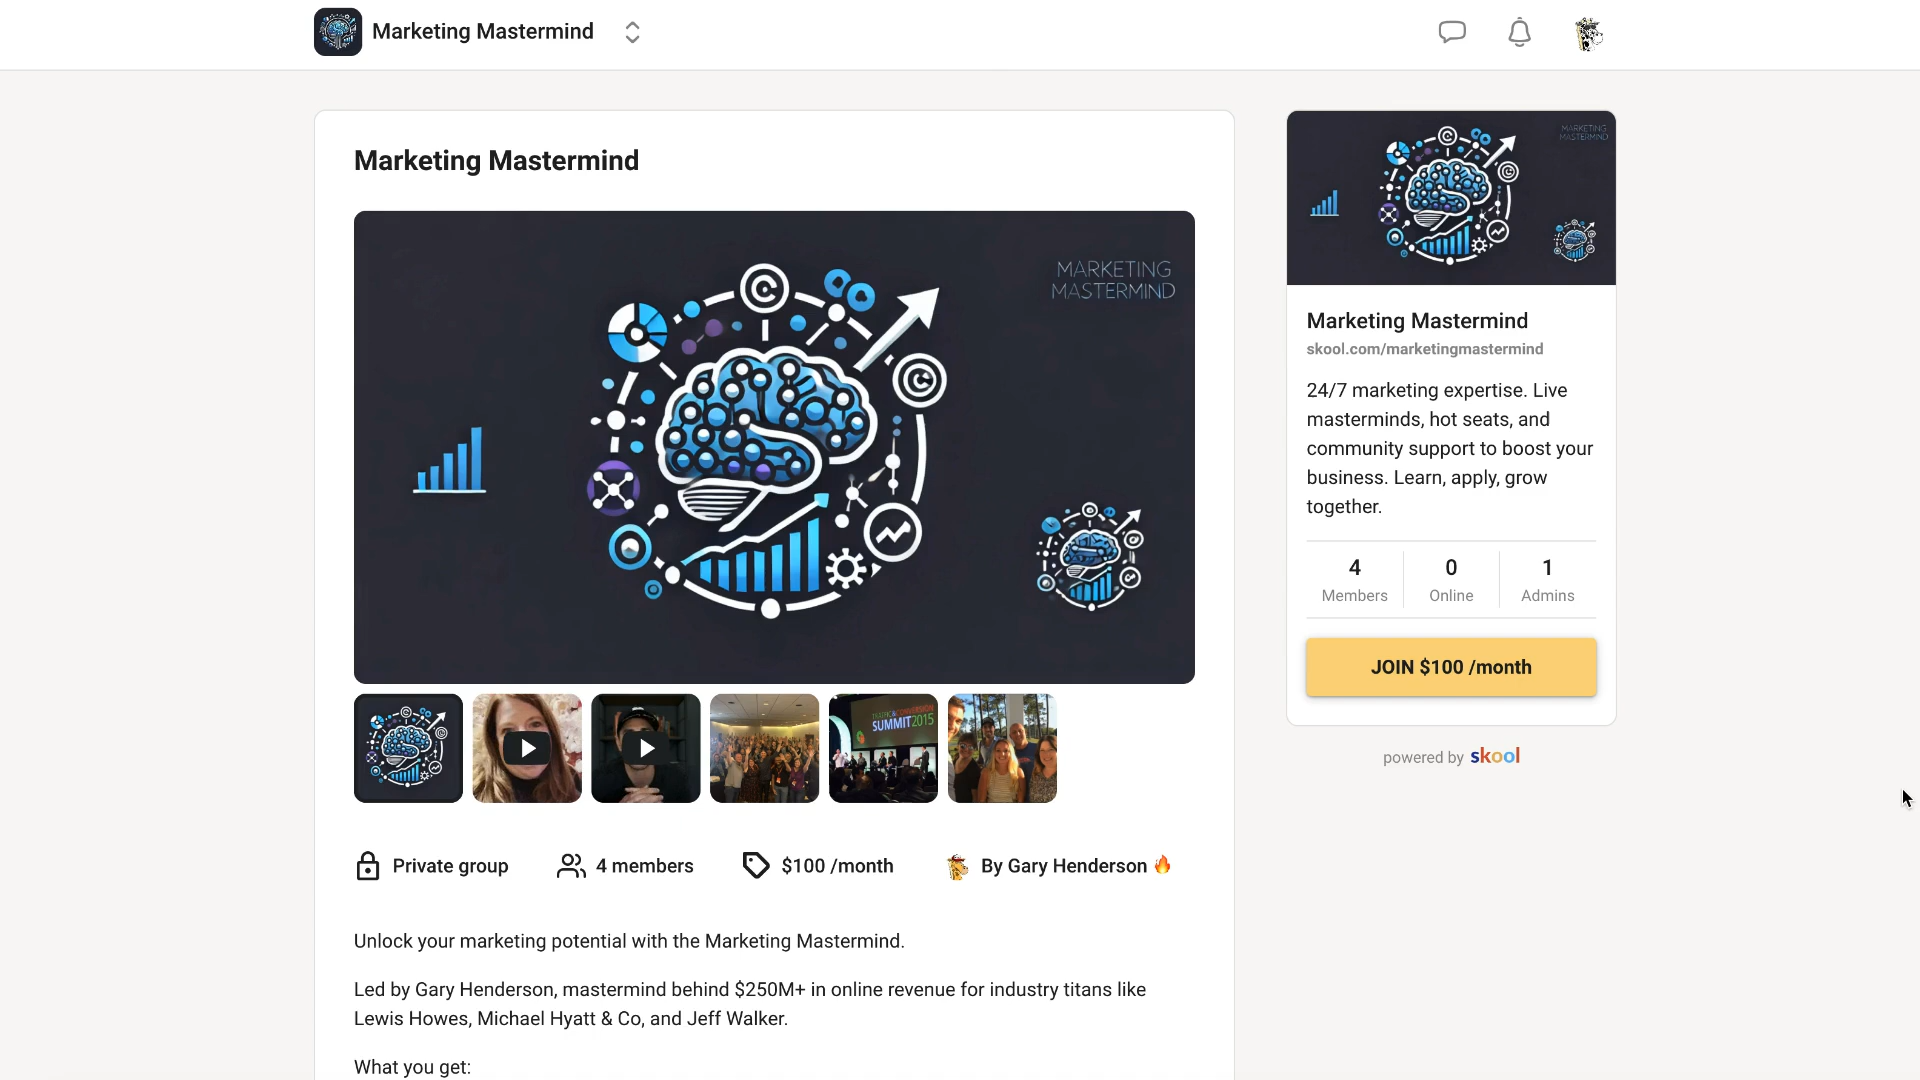 Marketing Mastermind
Marketing Mastermind
MARKETING
MASTERMIND
SUMMIT2015
Private group
4 members
$100 /month
By Gary Henderson 🔥
Unlock your marketing potential with the Marketing Mastermind.
Led by Gary Henderson, mastermind behind $250M+ in online revenue for industry titans like
Lewis Howes, Michael Hyatt & Co, and Jeff Walker.
What you get:
MARKETING
MASTERMIND
Marketing Mastermind
skool.com/marketingmastermind
24/7 marketing expertise. Live
masterminds, hot seats, and
community support to boost your
business. Learn, apply, grow
together.
4
Members
0
Online
1
Admins
JOIN $100 /month
powered by skool